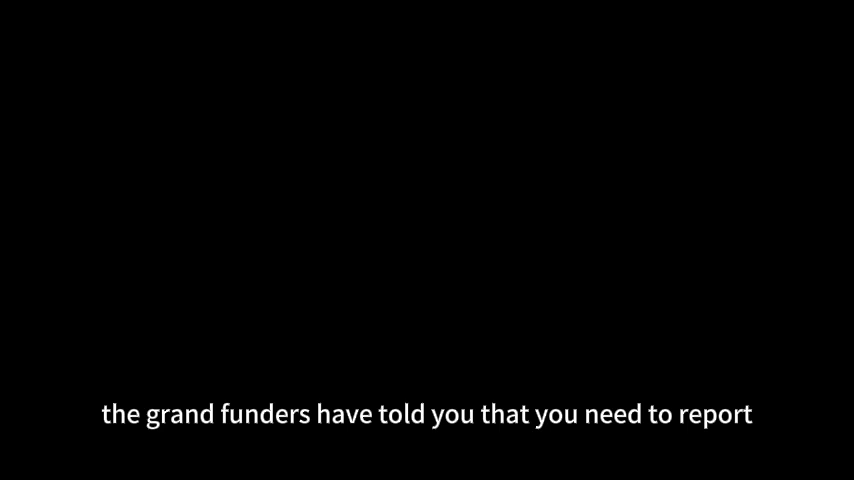 the grand funders have told you that you need to report